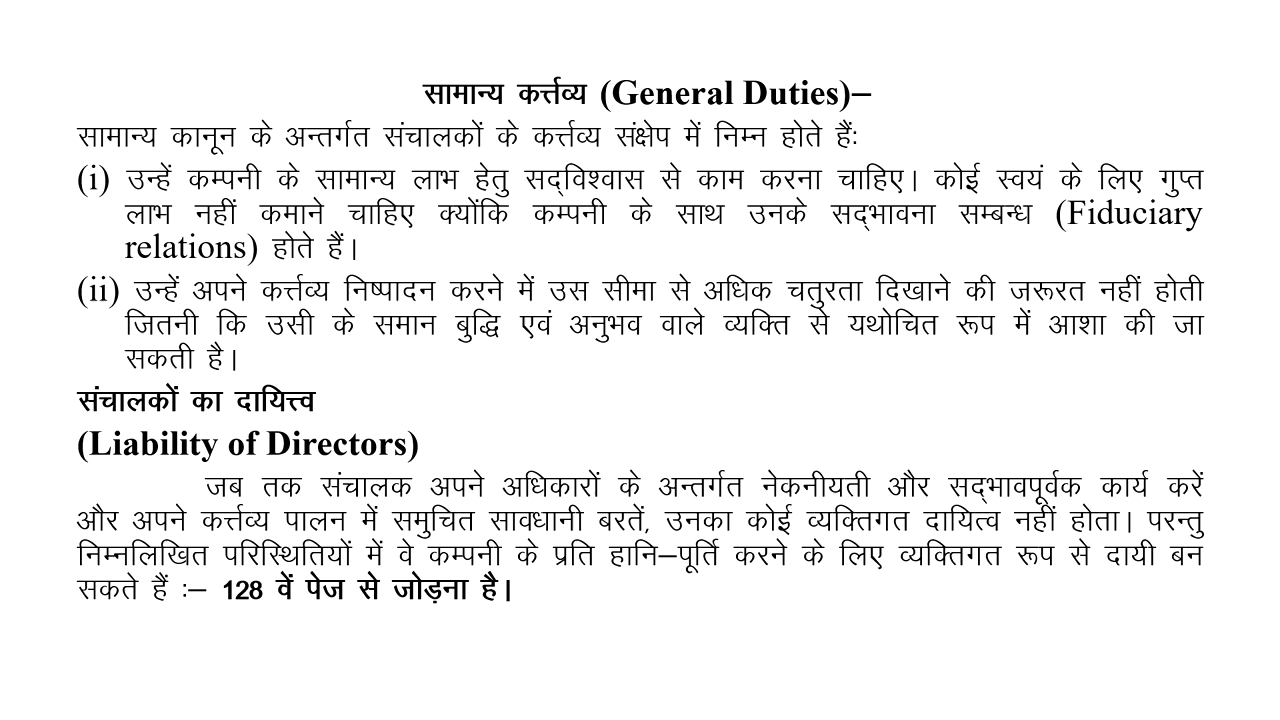 सामान्य कर्त्तव्य (General Duties)–
सामान्य कानून के अन्तर्गत संचालकों के कर्त्तव्य संक्षेप में निम्न होते हैंः
(i) उन्हें कम्पनी के सामान्य लाभ हेतु सद्विश्वास से काम करना चाहिए। कोई स्वयं के लिए गुप्त
लाभ नहीं कमाने चाहिए क्योंकि कम्पनी के साथ उनके सद्भावना सम्बन्ध (Fiduciary
relations) होते हैं।
(ii) उन्हें अपने कर्त्तव्य निष्पादन करने में उस सीमा से अधिक चतुरता दिखाने की जरूरत नहीं होती
जितनी कि उसी के समान बुद्धि एवं अनुभव वाले व्यक्ति से यथोचित रूप में आशा की जा
सकती है।
संचालकों का दायित्त्व
(Liability of Directors)
जब तक संचालक अपने अधिकारों के अन्तर्गत नेकनीयती और सद्भावपूर्वक कार्य करें
और अपने कर्त्तव्य पालन में समुचित सावधानी बरतें, उनका कोई व्यक्तिगत दायित्व नहीं होता। परन्तु
निम्नलिखित परिस्थितियों में वे कम्पनी के प्रति हानि–पूर्ति करने के लिए व्यक्तिगत रूप से दायी बन
सकते हैं :– 128 वें पेज से जोड़ना है।